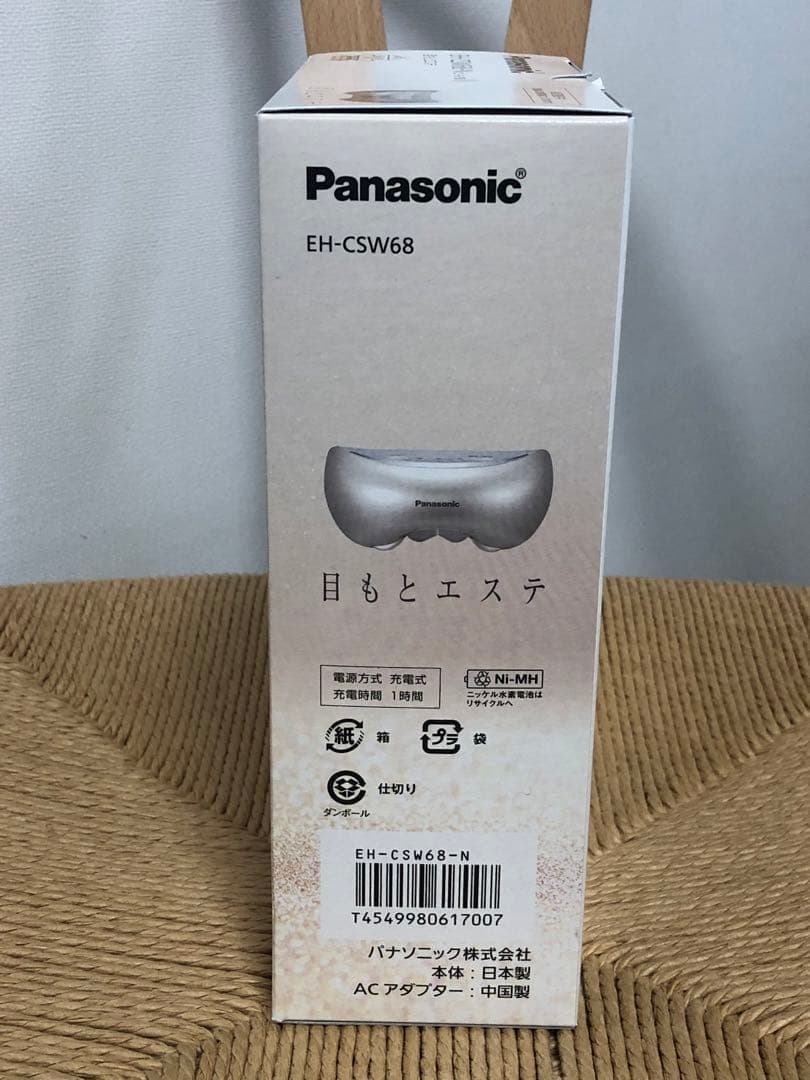 Panasonic
Panasonic®
EH-CSW68
Panasonic
目もとエステ
電源方式 充電式
充電時間 1時間
Ni-MH
ニッケル水素電池は
リサイクルへ
紙 箱
プラ 袋
仕切り
ダンボール
EH-CSW68-N
T4549980617007
パナソニック株式会社
本体：日本製
ACアダプター：中国製